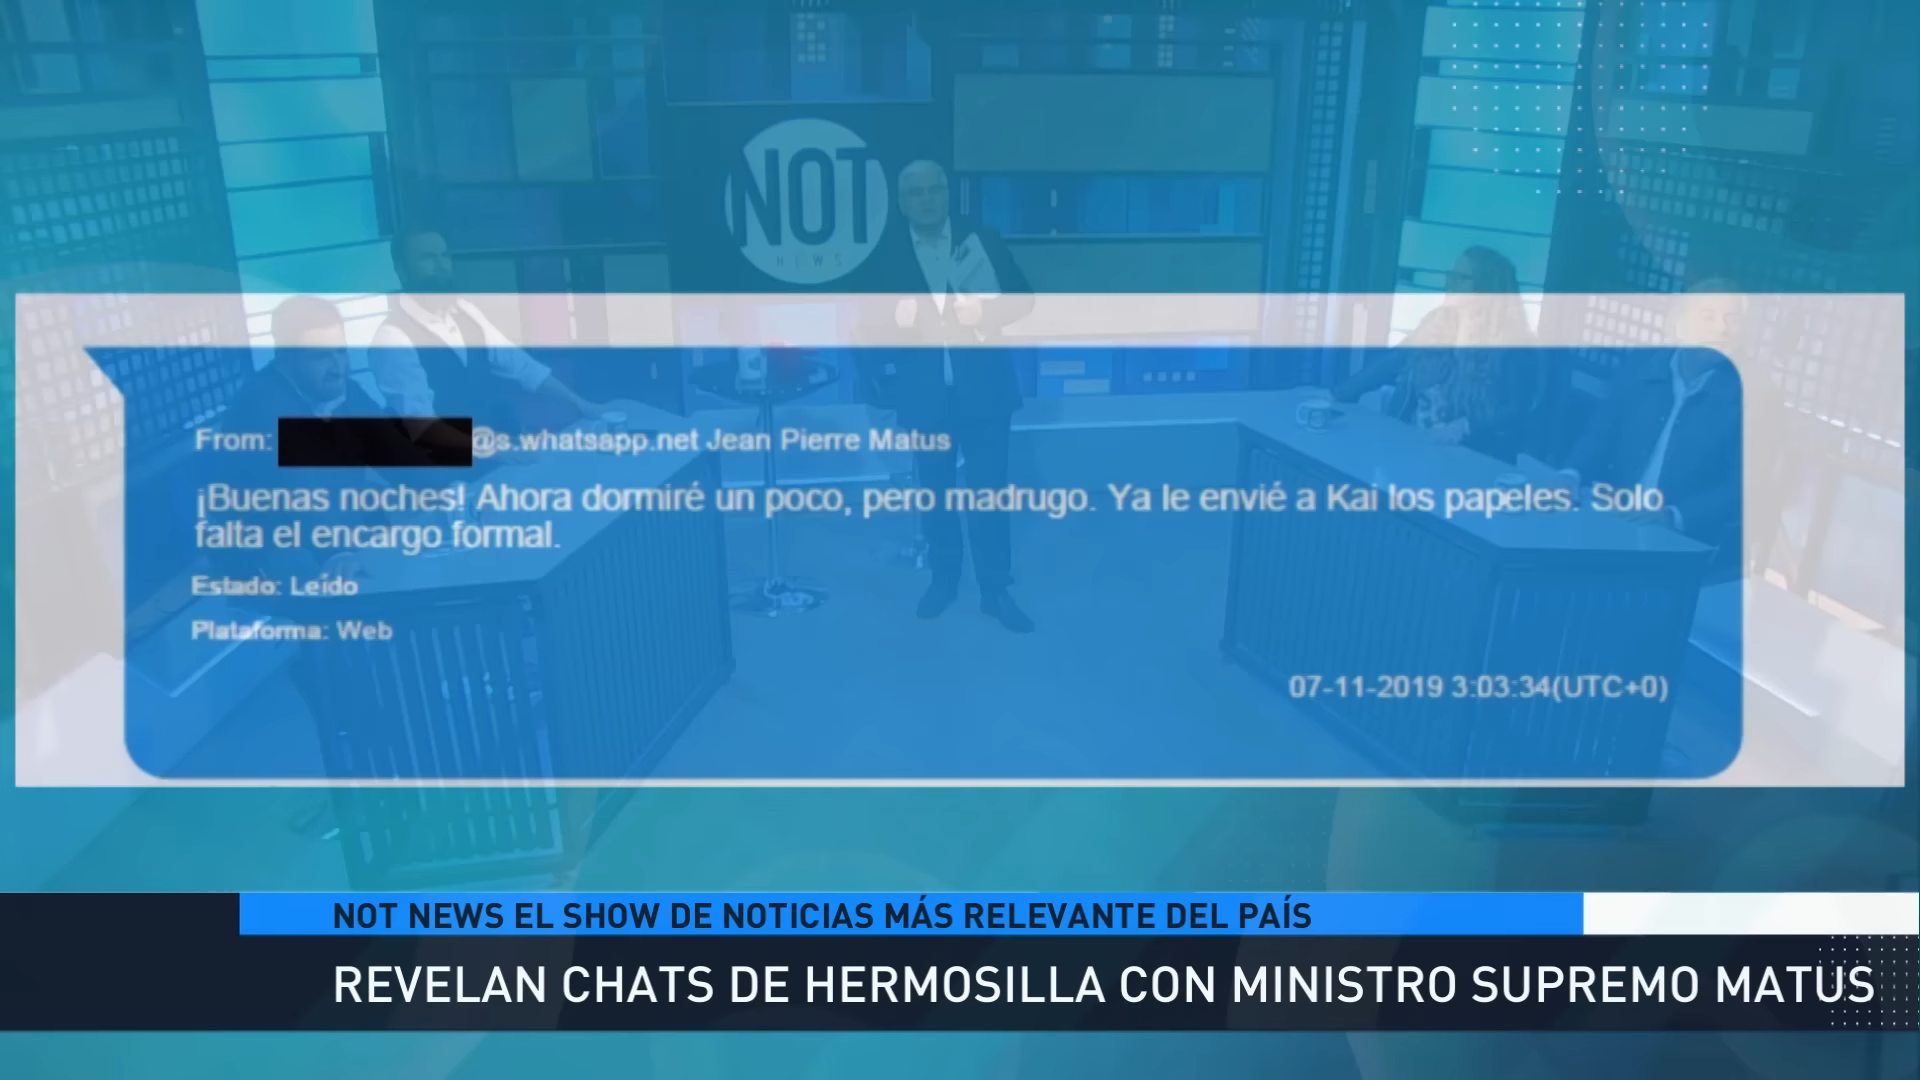 NOT
NEWS
From: @s.whatsapp.net Jean Pierre Matus
¡Buenas noches! Ahora dormiré un poco, pero madrugo. Ya le envié a Kai los papeles. Solo
falta el encargo formal.
Estado: Leído
Plataforma: Web
07-11-2019 3:03:34(UTC+0)
NOT NEWS EL SHOW DE NOTICIAS MÁS RELEVANTE DEL PAÍS
REVELAN CHATS DE HERMOSILLA CON MINISTRO SUPREMO MATUS